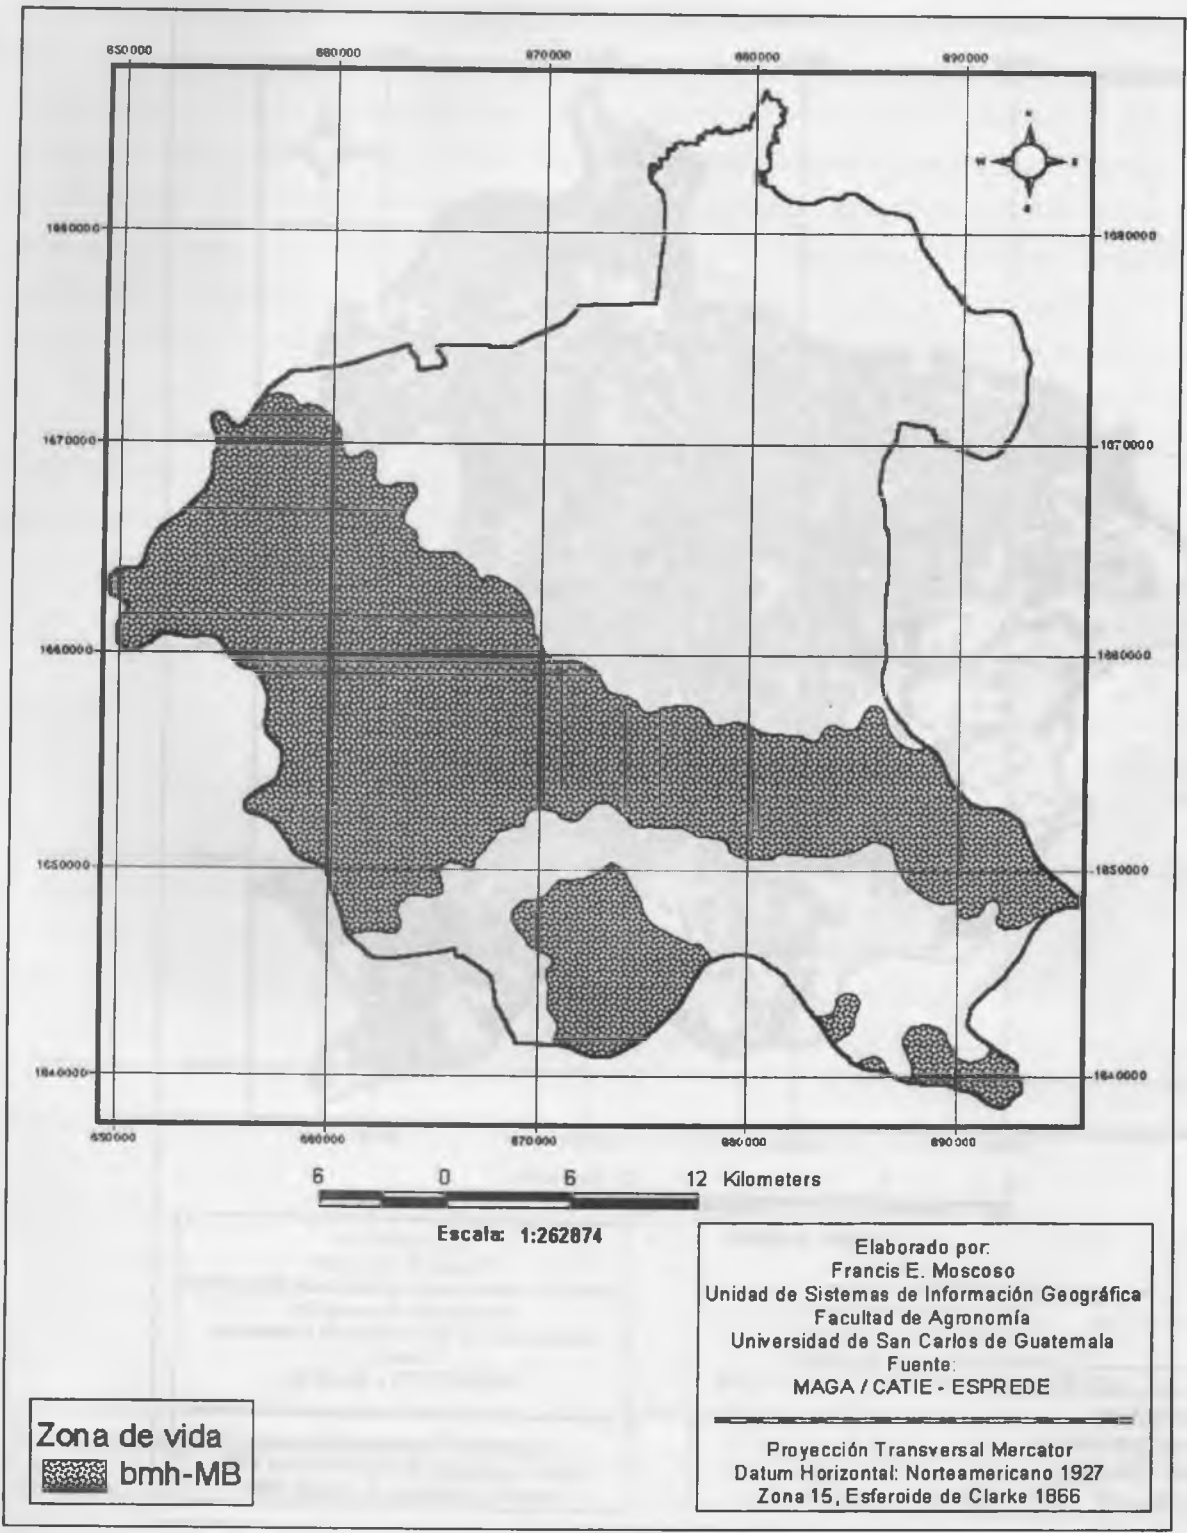 650000 660000 670000 680000 690000
N
W E
S
1680000 1680000
1670000 1670000
1660000 1660000
1650000 1650000
1640000 1640000
650000 660000 670000 680000 690000
6 0 6 12 Kilometers
Escala: 1:262874
Elaborado por:
Francis E. Moscoso
Unidad de Sistemas de Información Geográfica
Facultad de Agronomía
Universidad de San Carlos de Guatemala
Fuente:
MAGA / CATIE - ESPREDE
Proyección Transversal Mercator
Datum Horizontal: Norteamericano 1927
Zona 15, Esferoide de Clarke 1866
Zona de vida
bmh-MB